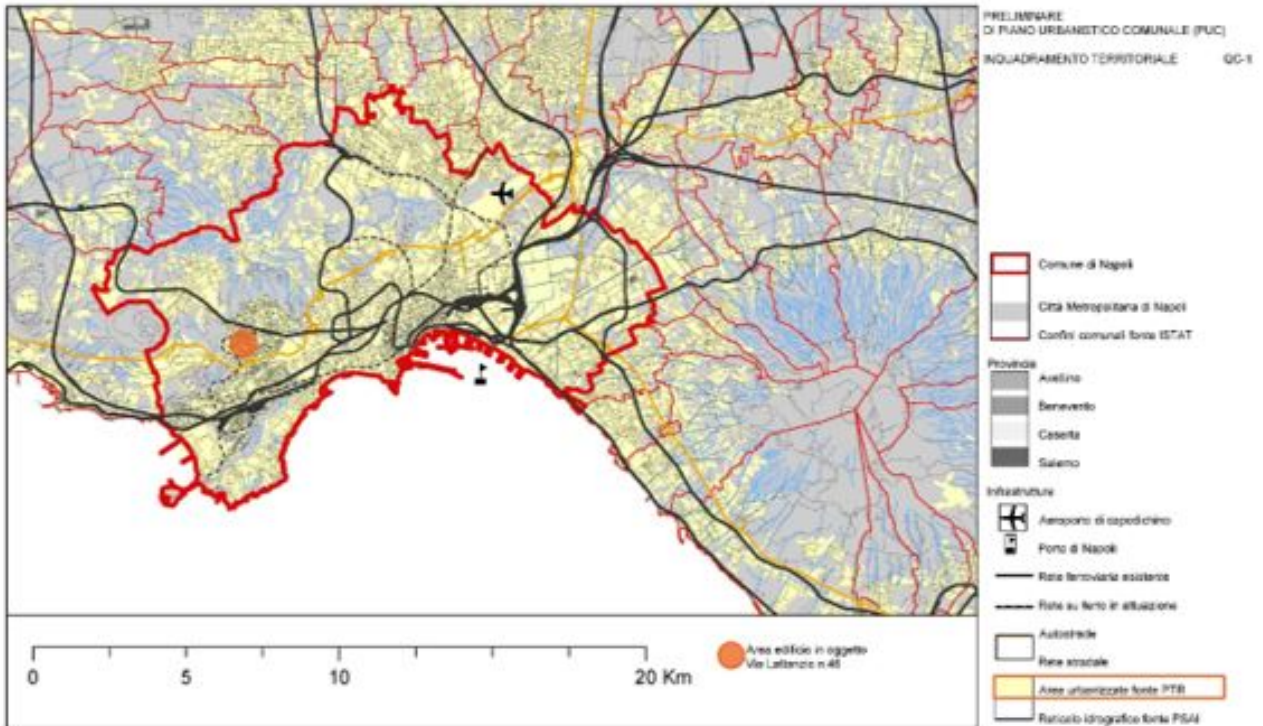 PRELIMINARE
DI PIANO URBANISTICO COMUNALE (PUC)
INQUADRAMENTO TERRITORIALE QC-1
Comune di Napoli
Città Metropolitana di Napoli
Confini comunali fonte ISTAT
Provincia
Avellino
Benevento
Caserta
Salerno
Infrastrutture
Aeroporto di capodichino
Porto di Napoli
Rete ferroviaria esistente
Rete su ferro in attuazione
Autostrade
Rete stradale
Area urbanizzata fonte PTR
Reticolo idrografico fonte PSAI
0 5 10 20 Km
Area edificio in oggetto
Via Lattanzio n.46